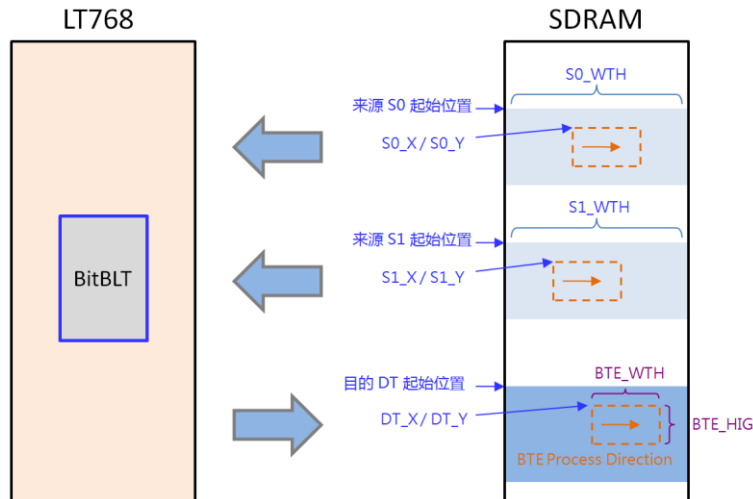 LT768
SDRAM
S0_WTH
来源 S0 起始位置
S0_X / S0_Y
S1_WTH
来源 S1 起始位置
S1_X / S1_Y
BitBLT
目的 DT 起始位置
BTE_WTH
DT_X / DT_Y
BTE_HIG
BTE Process Direction